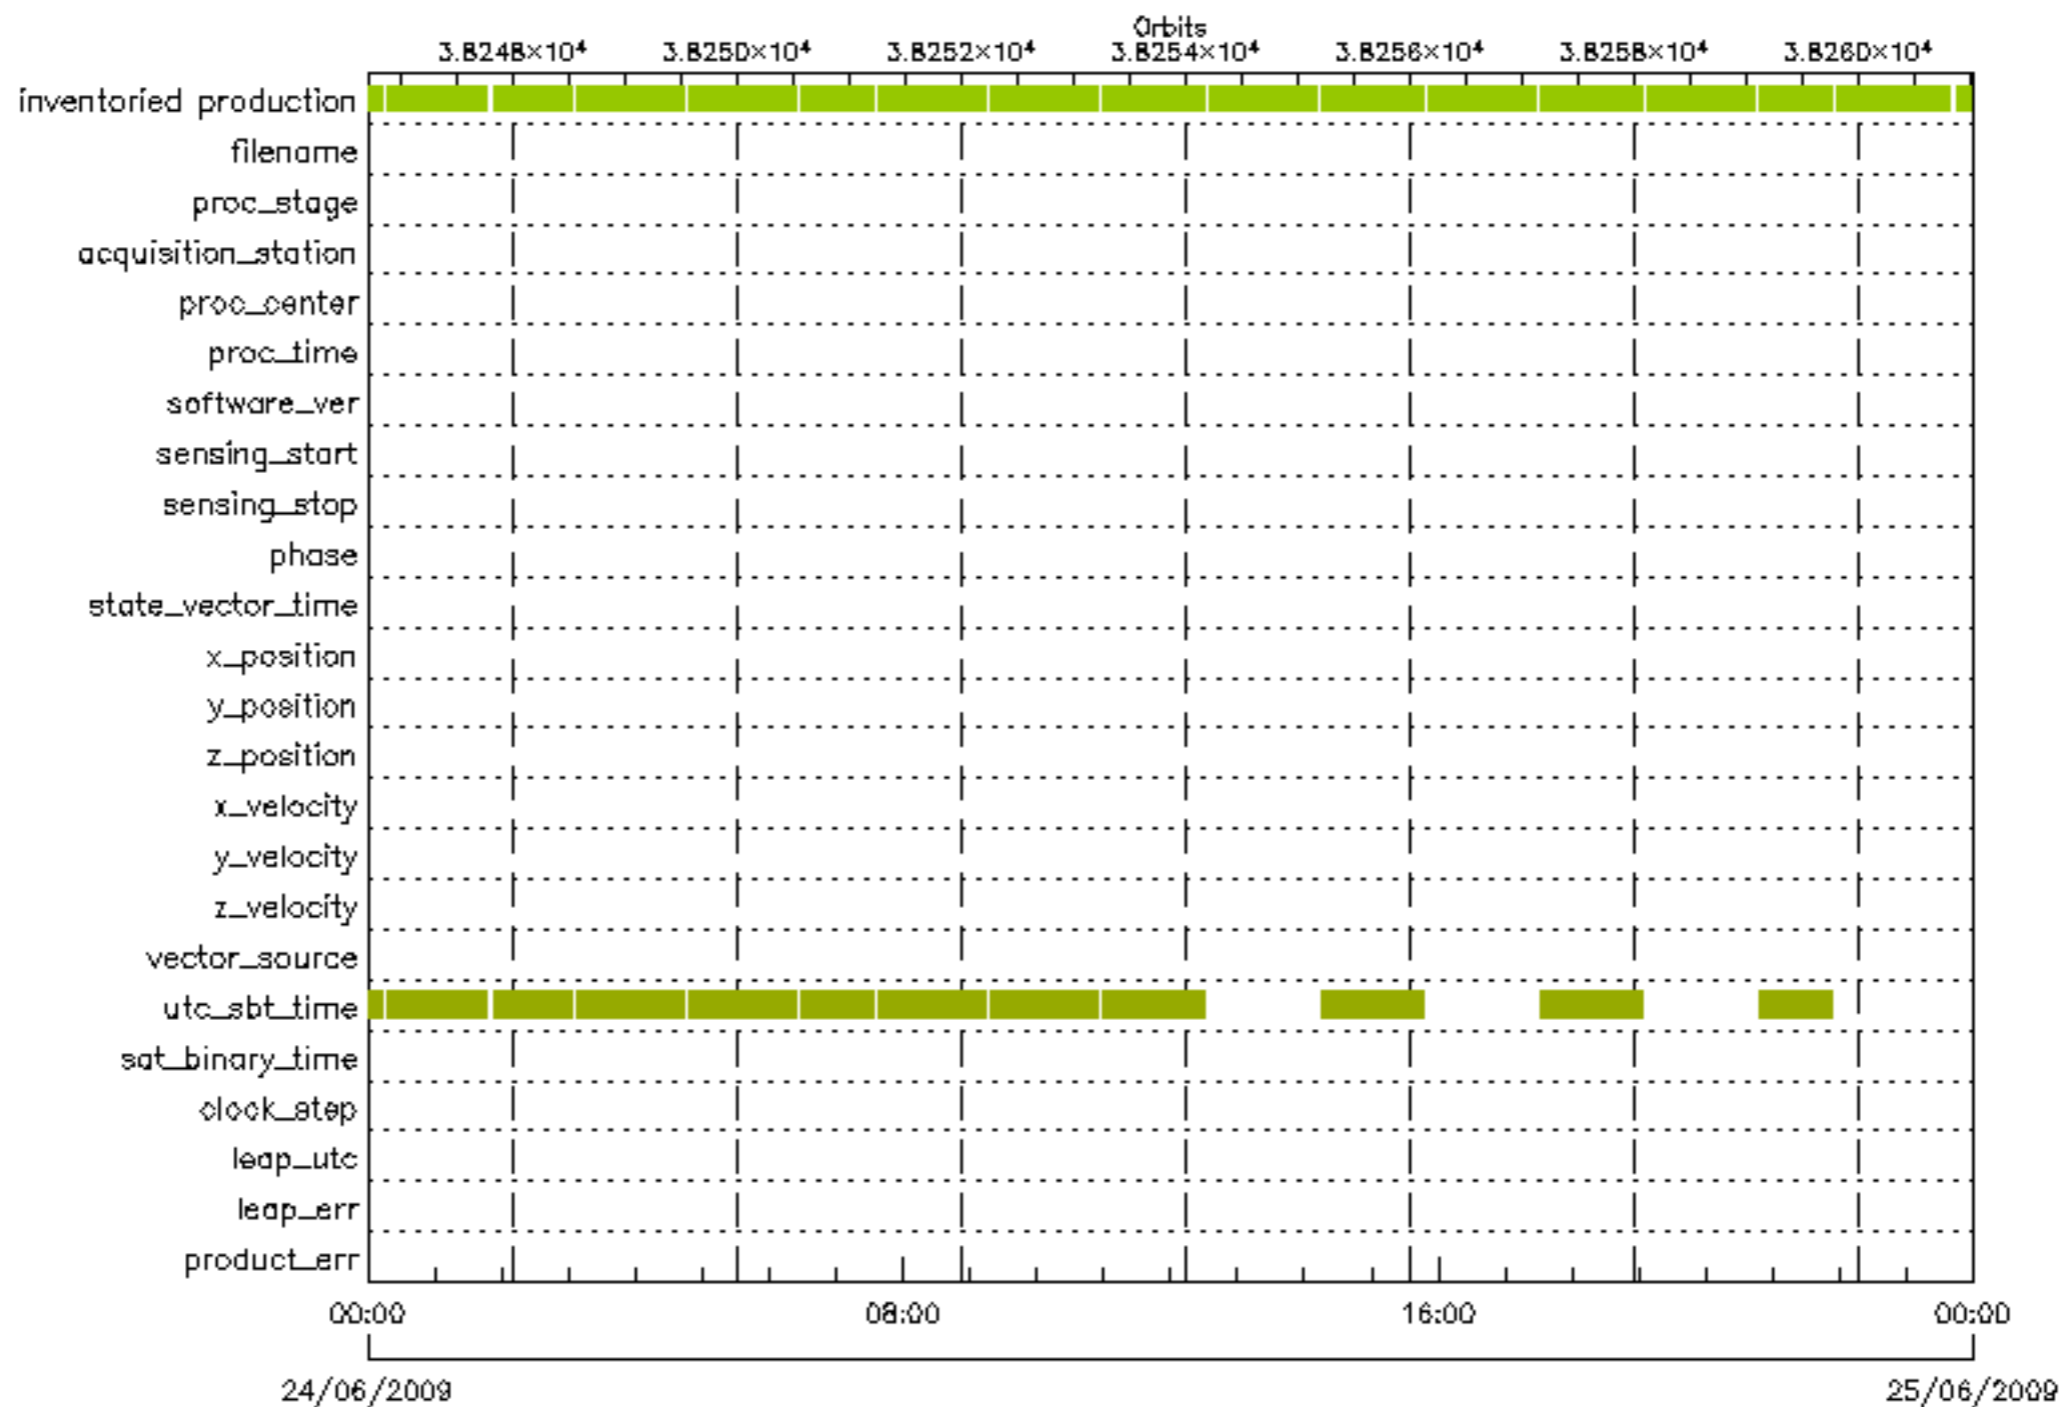 Orbits
3.8248×10⁴ 3.8250×10⁴ 3.8252×10⁴ 3.8254×10⁴ 3.8256×10⁴ 3.8258×10⁴ 3.8260×10⁴
inventoried production
filename
proc_stage
acquisition_station
proc_center
proc_time
software_ver
sensing_start
sensing_stop
phase
state_vector_time
x_position
y_position
z_position
x_velocity
y_velocity
z_velocity
vector_source
utc_sbt_time
sat_binary_time
clock_step
leap_utc
leap_err
product_err
00:00 08:00 16:00 00:00
24/06/2009 25/06/2009